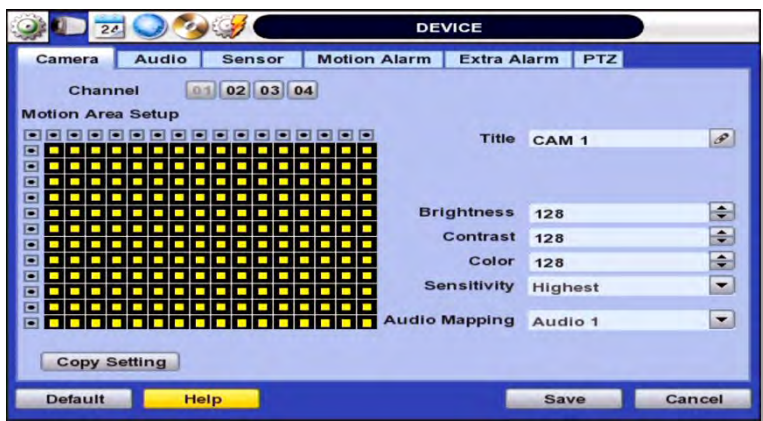 24
DEVICE
Camera Audio Sensor Motion Alarm Extra Alarm PTZ
Channel 01 02 03 04
Motion Area Setup
Title CAM 1
Brightness 128
Contrast 128
Color 128
Sensitivity Highest
Audio Mapping Audio 1
Copy Setting
Default Help Save Cancel